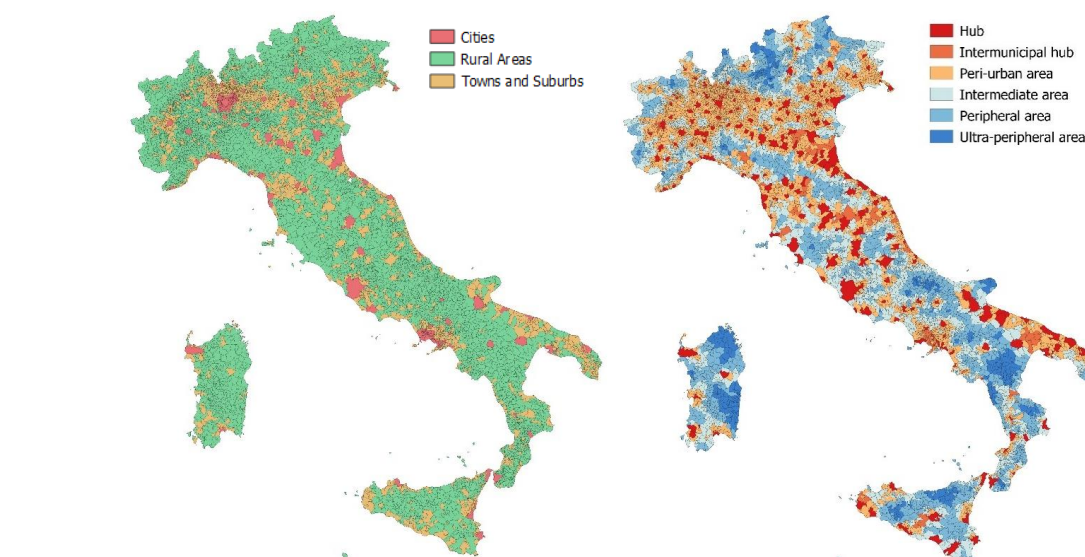 Cities
Rural Areas
Towns and Suburbs
Hub
Intermunicipal hub
Peri-urban area
Intermediate area
Peripheral area
Ultra-peripheral area